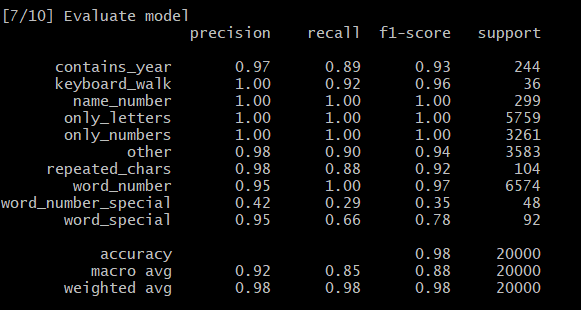 [7/10] Evaluate model
precision recall f1-score support
contains_year 0.97 0.89 0.93 244
keyboard_walk 1.00 0.92 0.96 36
name_number 1.00 1.00 1.00 299
only_letters 1.00 1.00 1.00 5759
only_numbers 1.00 1.00 1.00 3261
other 0.98 0.90 0.94 3583
repeated_chars 0.98 0.88 0.92 104
word_number 0.95 1.00 0.97 6574
word_number_special 0.42 0.29 0.35 48
word_special 0.95 0.66 0.78 92
accuracy 0.98 20000
macro avg 0.92 0.85 0.88 20000
weighted avg 0.98 0.98 0.98 20000